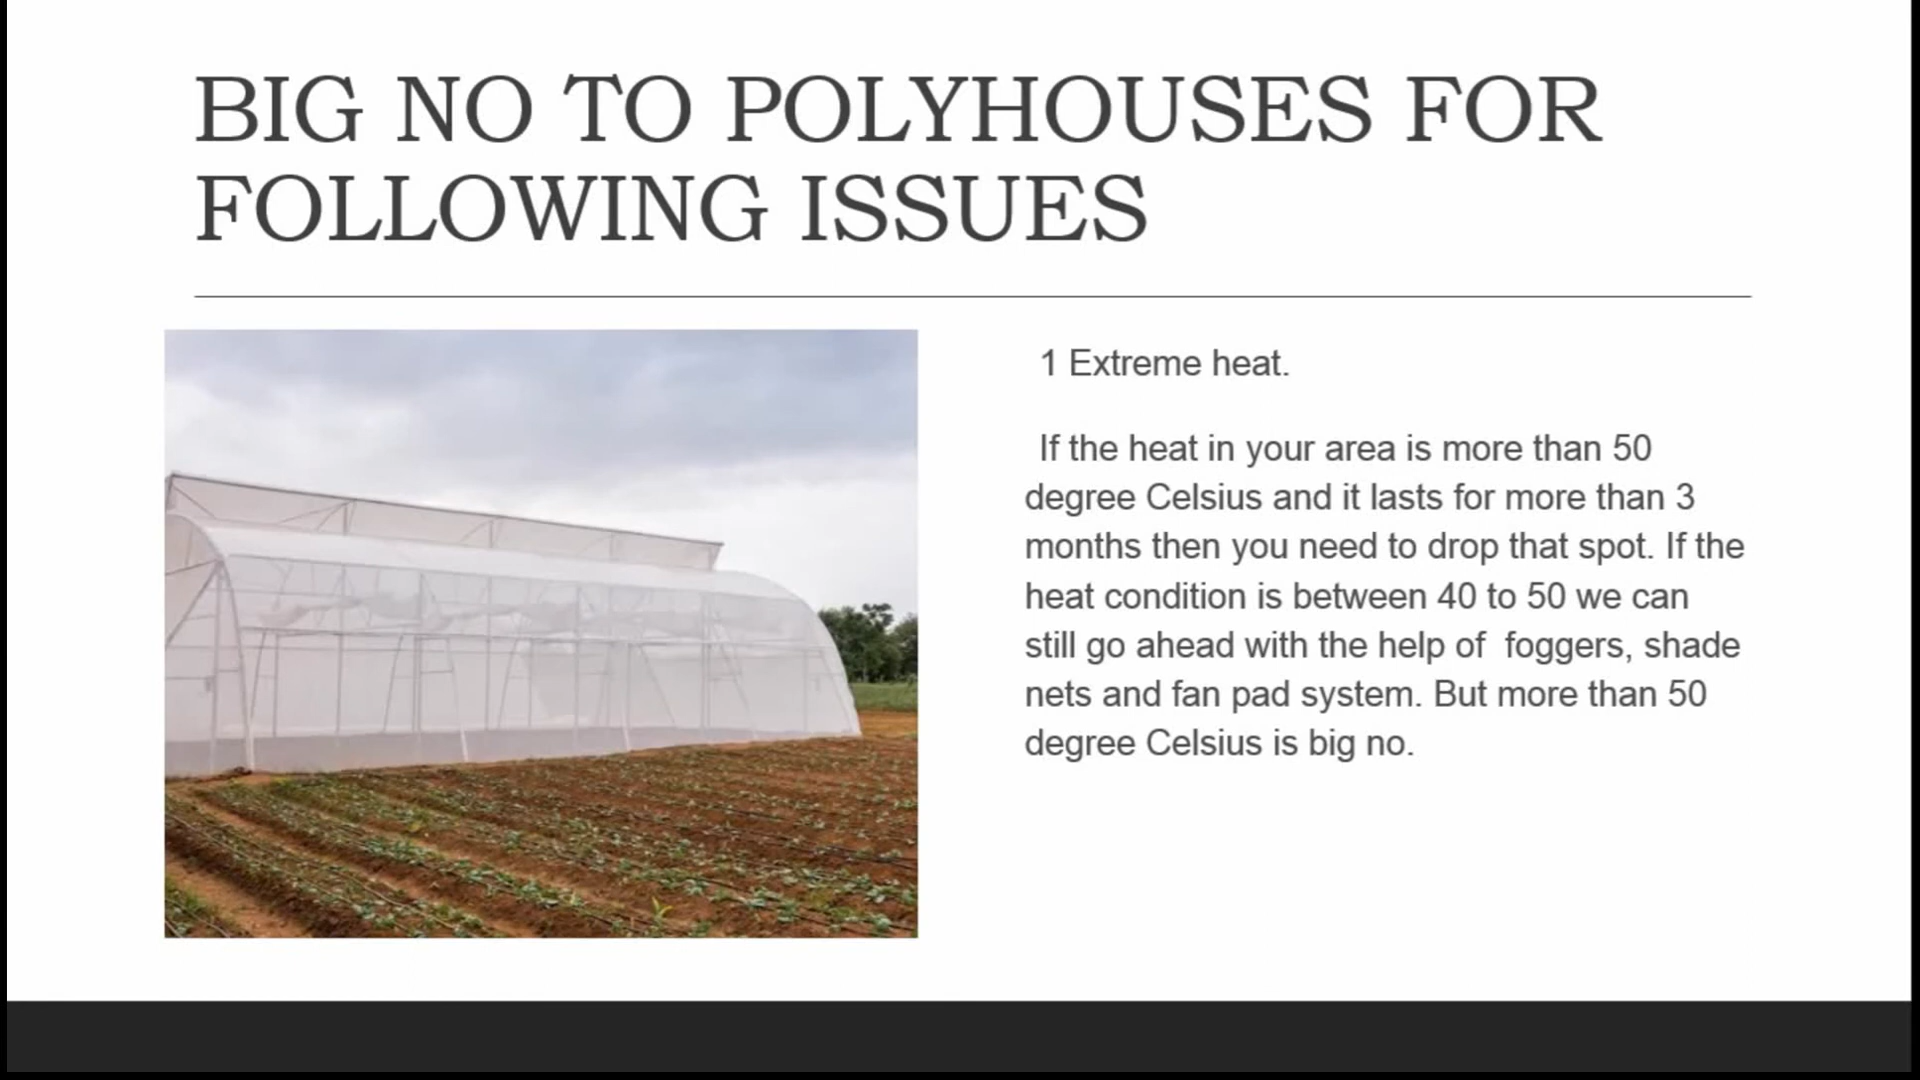 BIG NO TO POLYHOUSES FOR
FOLLOWING ISSUES
1 Extreme heat.
If the heat in your area is more than 50
degree Celsius and it lasts for more than 3
months then you need to drop that spot. If the
heat condition is between 40 to 50 we can
still go ahead with the help of  foggers, shade
nets and fan pad system. But more than 50
degree Celsius is big no.